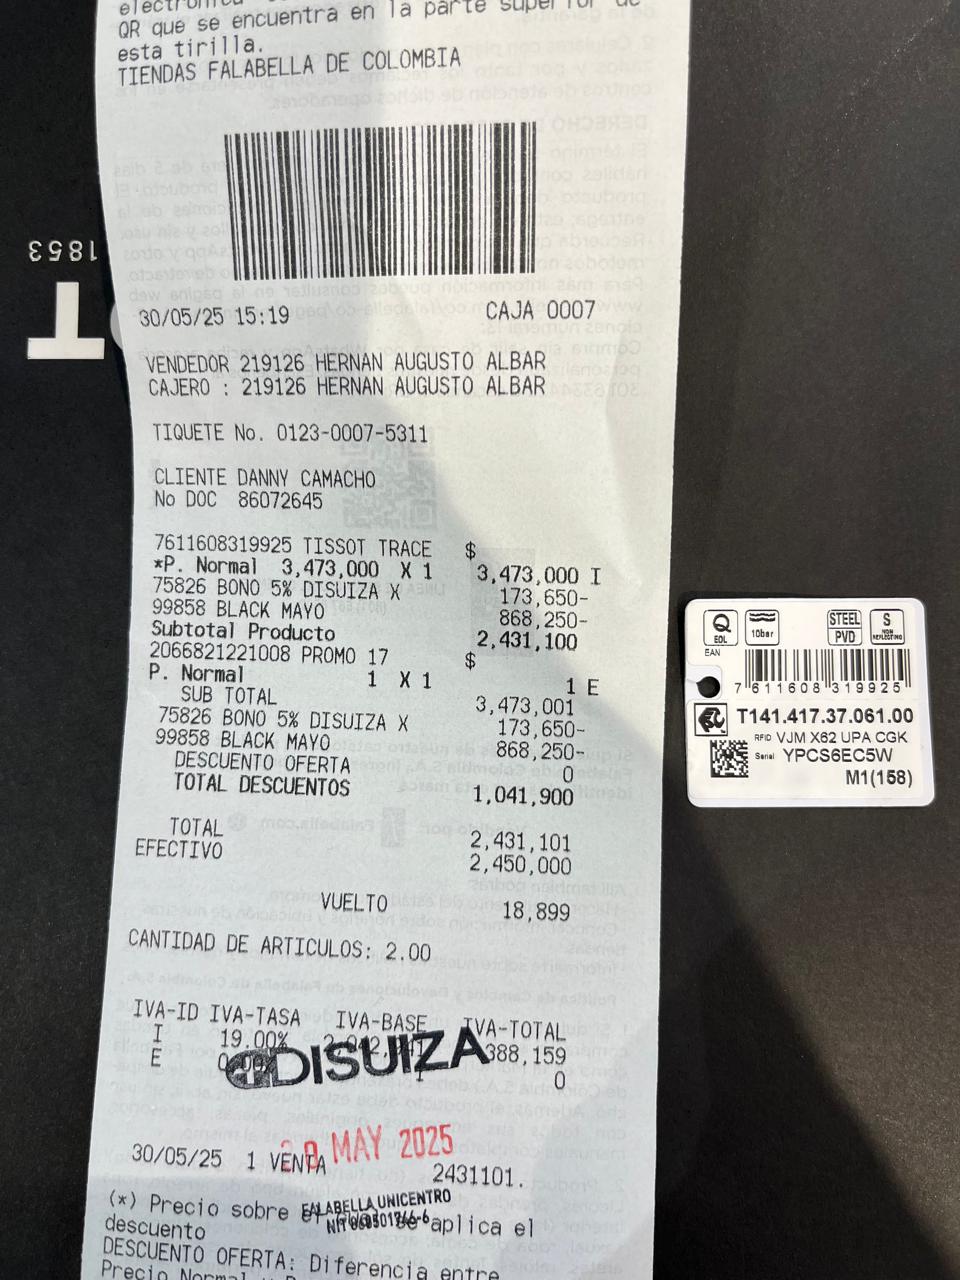 QR que se encuentra en la parte superior de
esta tirilla.
TIENDAS FALABELLA DE COLOMBIA
1853
T
30/05/25 15:19 CAJA 0007
VENDEDOR 219126 HERNAN AUGUSTO ALBAR
CAJERO : 219126 HERNAN AUGUSTO ALBAR
TIQUETE No. 0123-0007-5311
CLIENTE DANNY CAMACHO
No DOC 86072645
7611608319925 TISSOT TRACE $
*P. Normal 3,473,000 X 1 3,473,000 I
75826 BONO 5% DISUIZA X 173,650-
99858 BLACK MAYO 868,250-
Subtotal Producto 2,431,100
2066821221008 PROMO 17 $
P. Normal 1 X 1 1 E
SUB TOTAL 3,473,001
75826 BONO 5% DISUIZA X 173,650-
99858 BLACK MAYO 868,250-
DESCUENTO OFERTA 0
TOTAL DESCUENTOS 1,041,900
TOTAL 2,431,101
EFECTIVO 2,450,000
VUELTO 18,899
CANTIDAD DE ARTICULOS: 2.00
IVA-ID IVA-TASA IVA-BASE IVA-TOTAL
I 19.00% 388,159
E 0
DISUIZA
MAY 2025
30/05/25 1 VENTA 2431101.
FALABELLA UNICENTRO
(*) Precio sobre el aplica el
descuento
DESCUENTO OFERTA: Diferencia entre
Precio Normal
Q
EOL
10bar
STEEL
PVD
S
NON
REFLECTING
EAN
7 611608 319925
T141.417.37.061.00
RFID VJM X62 UPA CGK
Serial YPCS6EC5W
M1(158)